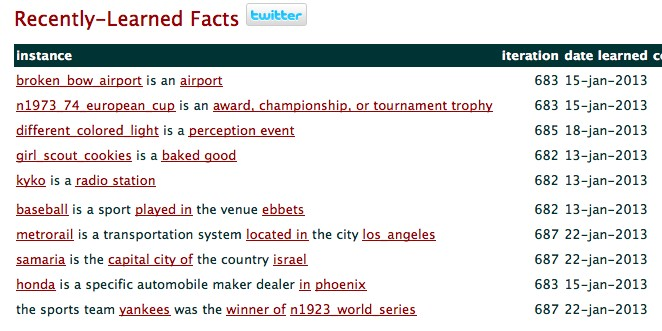 Recently-Learned Facts twitter
instance iteration date learned c
broken_bow_airport is an airport 683 15-jan-2013
n1973_74_european_cup is an award, championship, or tournament trophy 683 15-jan-2013
different_colored_light is a perception event 685 18-jan-2013
girl_scout_cookies is a baked good 682 13-jan-2013
kyko is a radio station 682 13-jan-2013
baseball is a sport played in the venue ebbets 682 13-jan-2013
metrorail is a transportation system located in the city los_angeles 687 22-jan-2013
samaria is the capital city of the country israel 687 22-jan-2013
honda is a specific automobile maker dealer in phoenix 683 15-jan-2013
the sports team yankees was the winner of n1923_world_series 687 22-jan-2013